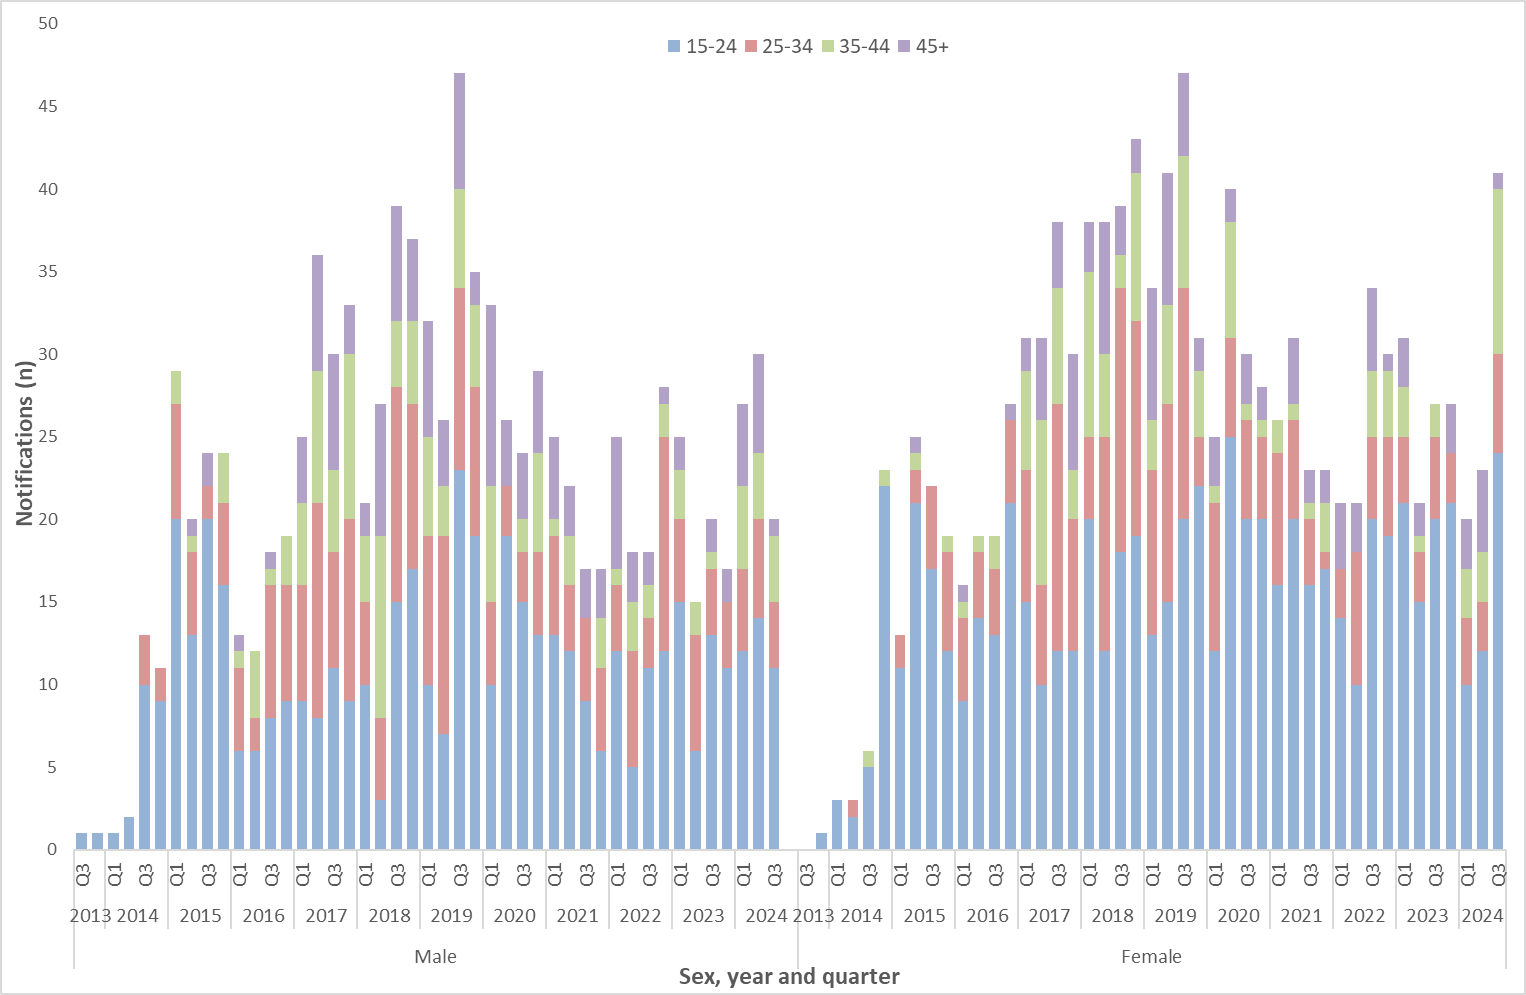 50
15-24 25-34 35-44 45+
45
40
35
30
25
20
15
10
5
0
Notifications (n)
Q3 Q1 Q3 Q1 Q3 Q1 Q3 Q1 Q3 Q1 Q3 Q1 Q3 Q1 Q3 Q1 Q3 Q1 Q3 Q1 Q3 Q1 Q3 Q3 Q1 Q3 Q1 Q3 Q1 Q3 Q1 Q3 Q1 Q3 Q1 Q3 Q1 Q3 Q1 Q3 Q1 Q3 Q1 Q3 Q1 Q3
2013 2014 2015 2016 2017 2018 2019 2020 2021 2022 2023 2024 2013 2014 2015 2016 2017 2018 2019 2020 2021 2022 2023 2024
Male Female
Sex, year and quarter